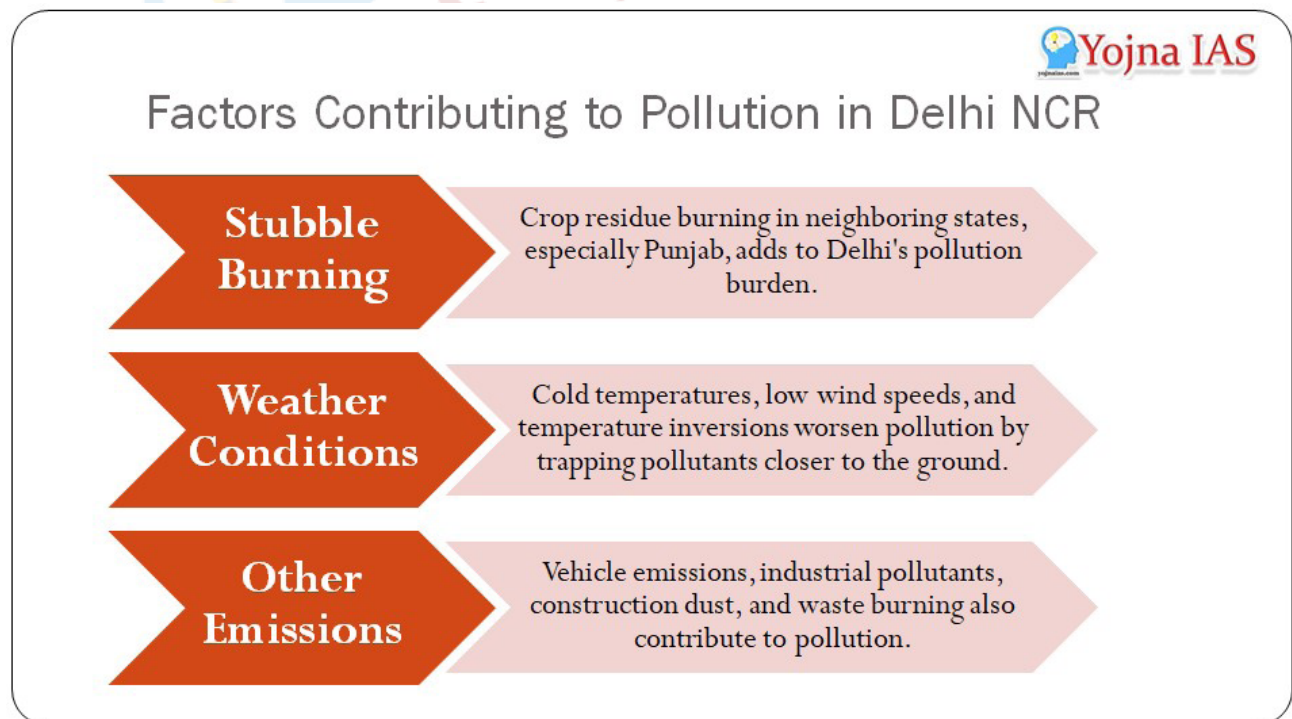 Yojna IAS
yojnaias.com
Factors Contributing to Pollution in Delhi NCR
Stubble
Burning
Crop residue burning in neighboring states,
especially Punjab, adds to Delhi's pollution
burden.
Weather
Conditions
Cold temperatures, low wind speeds, and
temperature inversions worsen pollution by
trapping pollutants closer to the ground.
Other
Emissions
Vehicle emissions, industrial pollutants,
construction dust, and waste burning also
contribute to pollution.